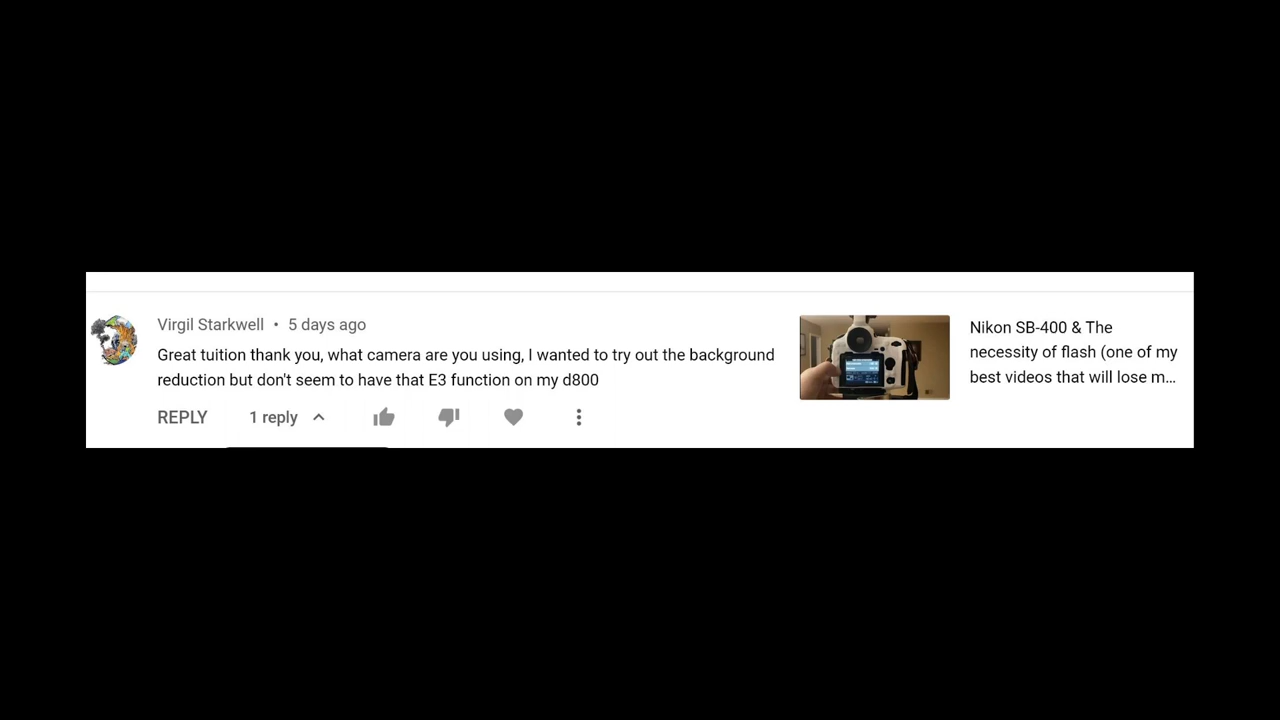 Virgil Starkwell • 5 days ago
Great tuition thank you, what camera are you using, I wanted to try out the background
reduction but don't seem to have that E3 function on my d800
REPLY 1 reply
Nikon SB-400 & The
necessity of flash (one of my
best videos that will lose m...